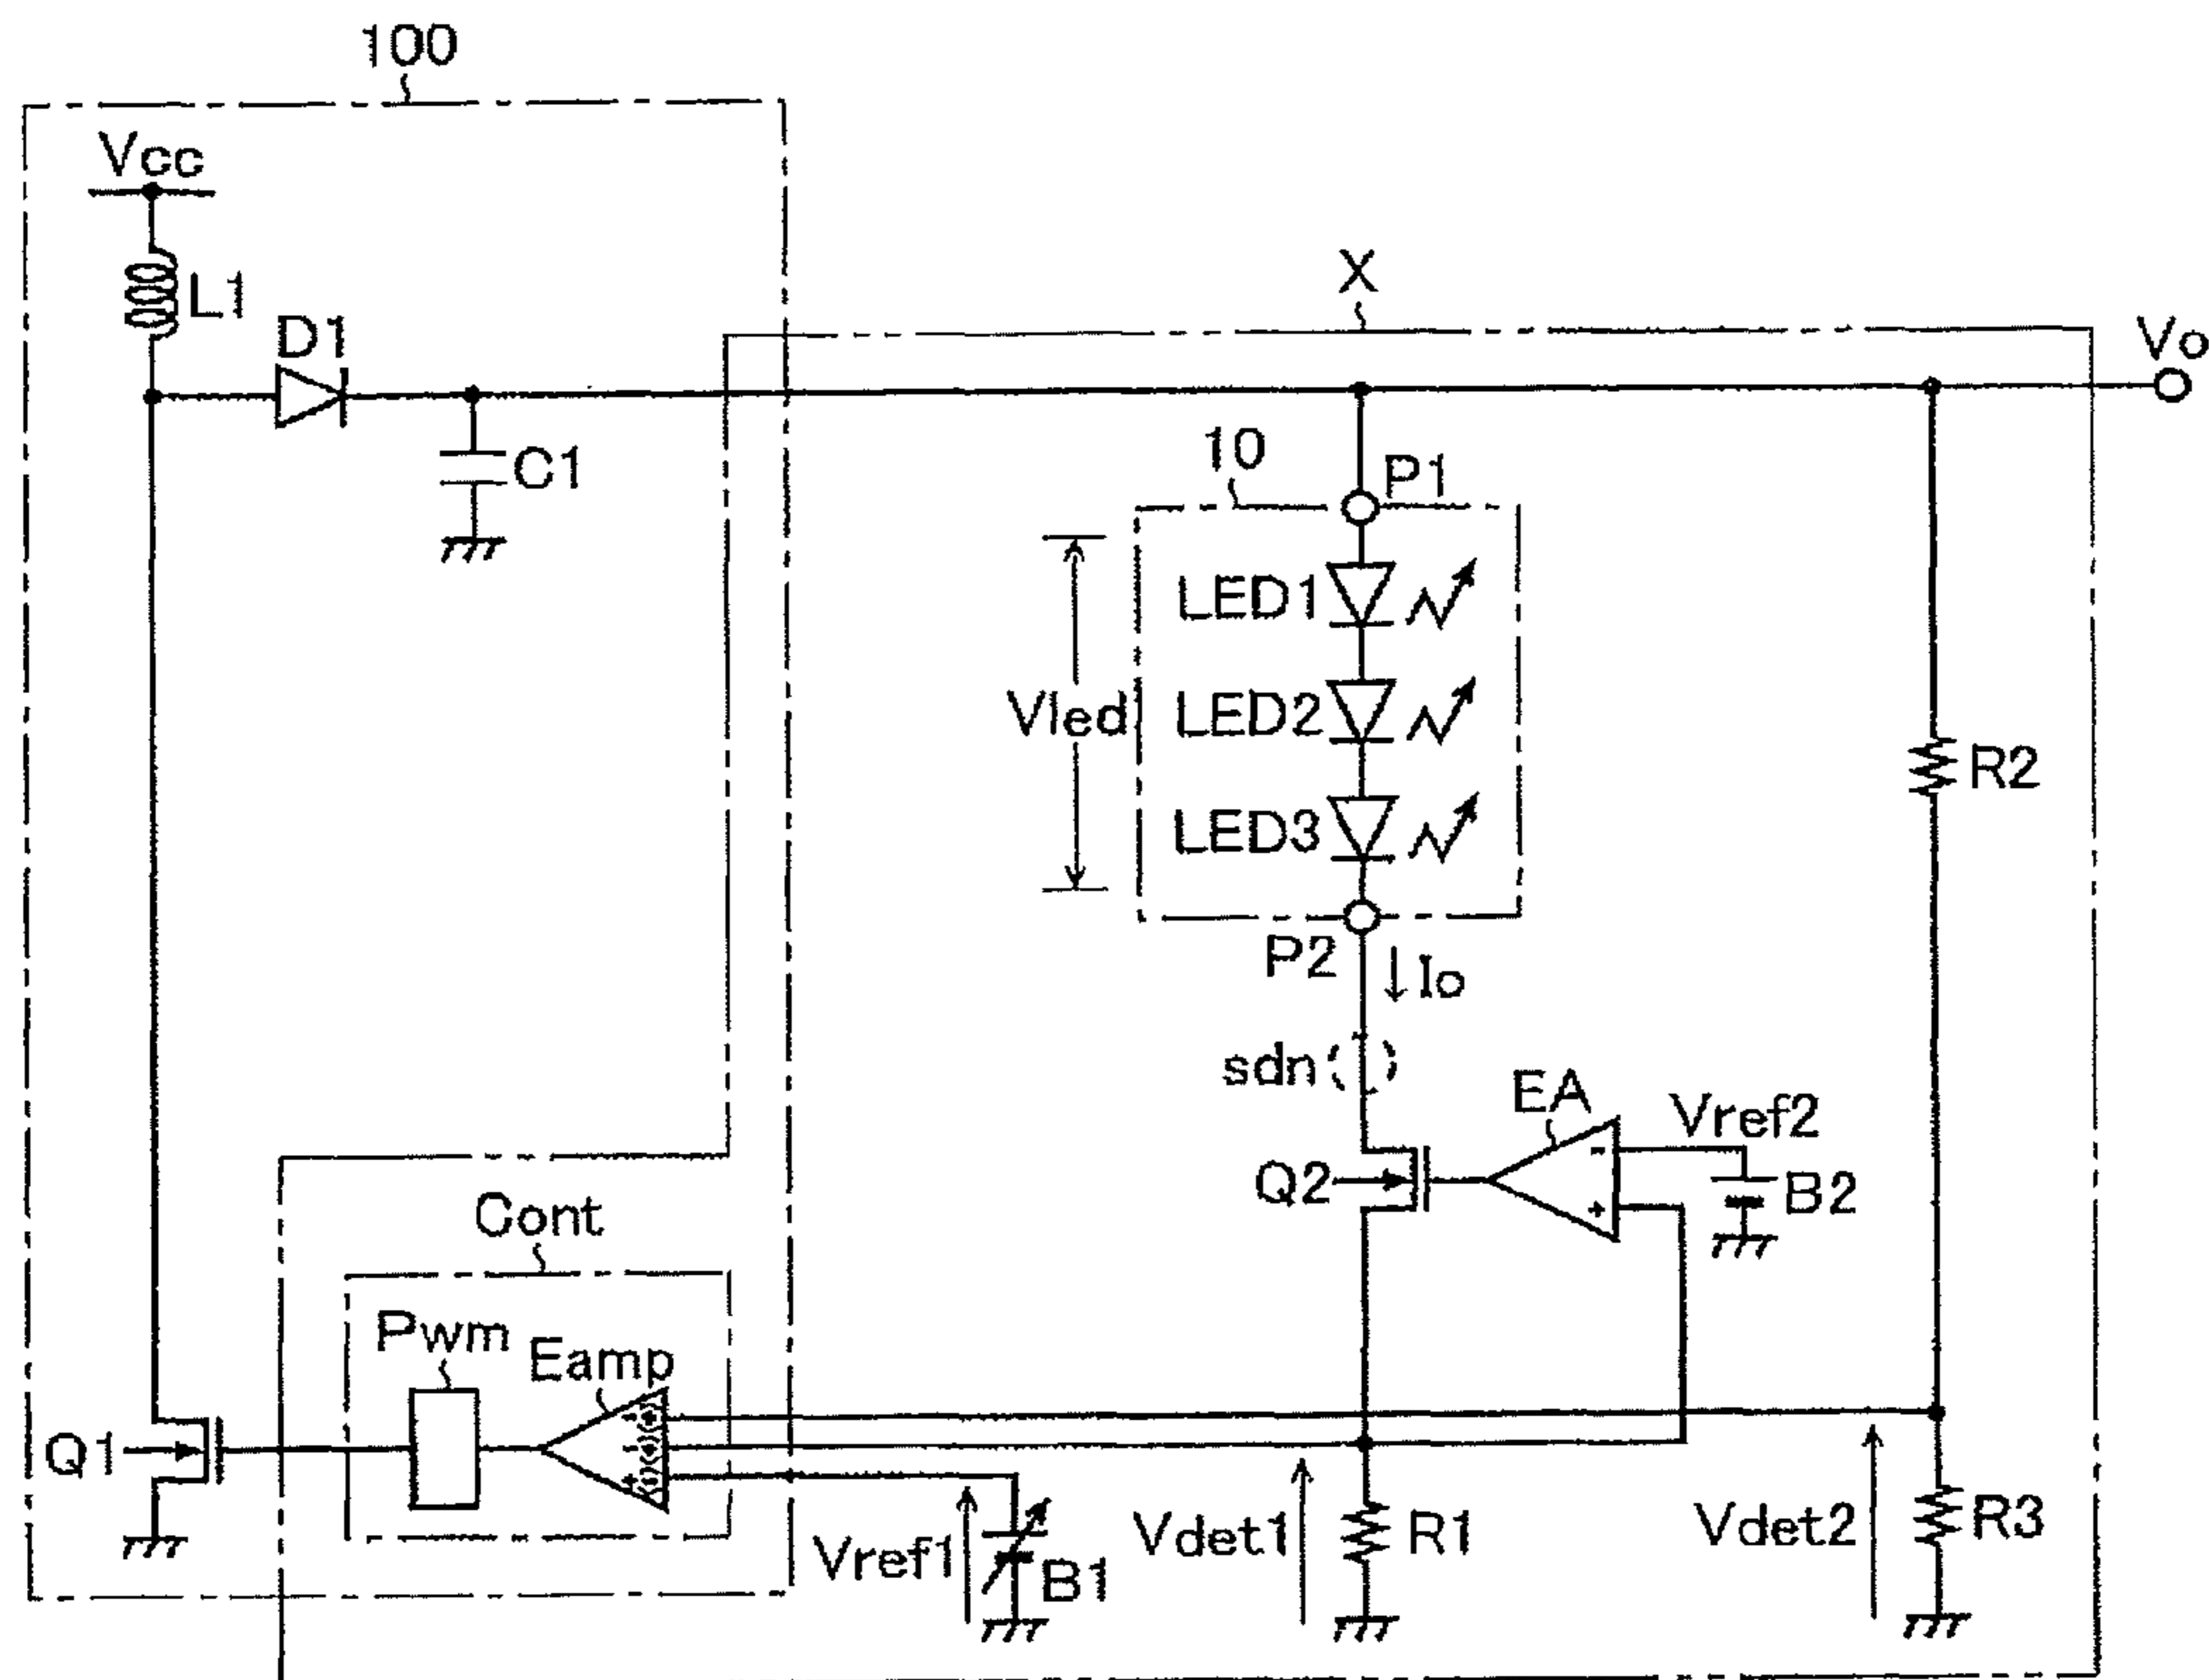 100
Vcc
L1
D1
C1
X
Vo
10
P1
LED1
Vled
LED2
LED3
R2
P2
Io
sdn
EA
Vref2
-
+
Q2
B2
Cont
Pwm
Eamp
Q1
Vref1
B1
Vdet1
R1
Vdet2
R3